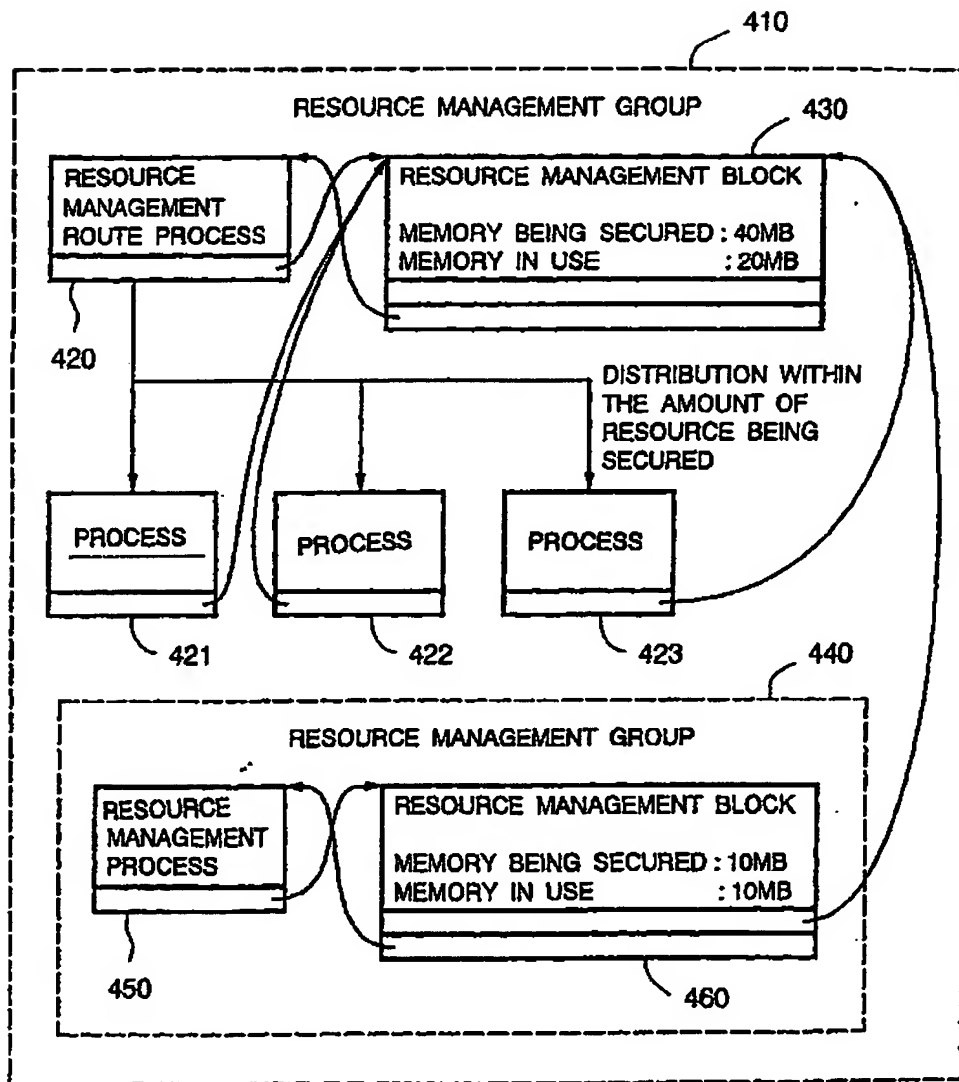 410
RESOURCE MANAGEMENT GROUP
430
RESOURCE
MANAGEMENT
ROUTE PROCESS
RESOURCE MANAGEMENT BLOCK
MEMORY BEING SECURED : 40MB
MEMORY IN USE : 20MB
420
DISTRIBUTION WITHIN
THE AMOUNT OF
RESOURCE BEING
SECURED
PROCESS
PROCESS
PROCESS
421
422
423
440
RESOURCE MANAGEMENT GROUP
RESOURCE
MANAGEMENT
PROCESS
RESOURCE MANAGEMENT BLOCK
MEMORY BEING SECURED : 10MB
MEMORY IN USE : 10MB
450
460